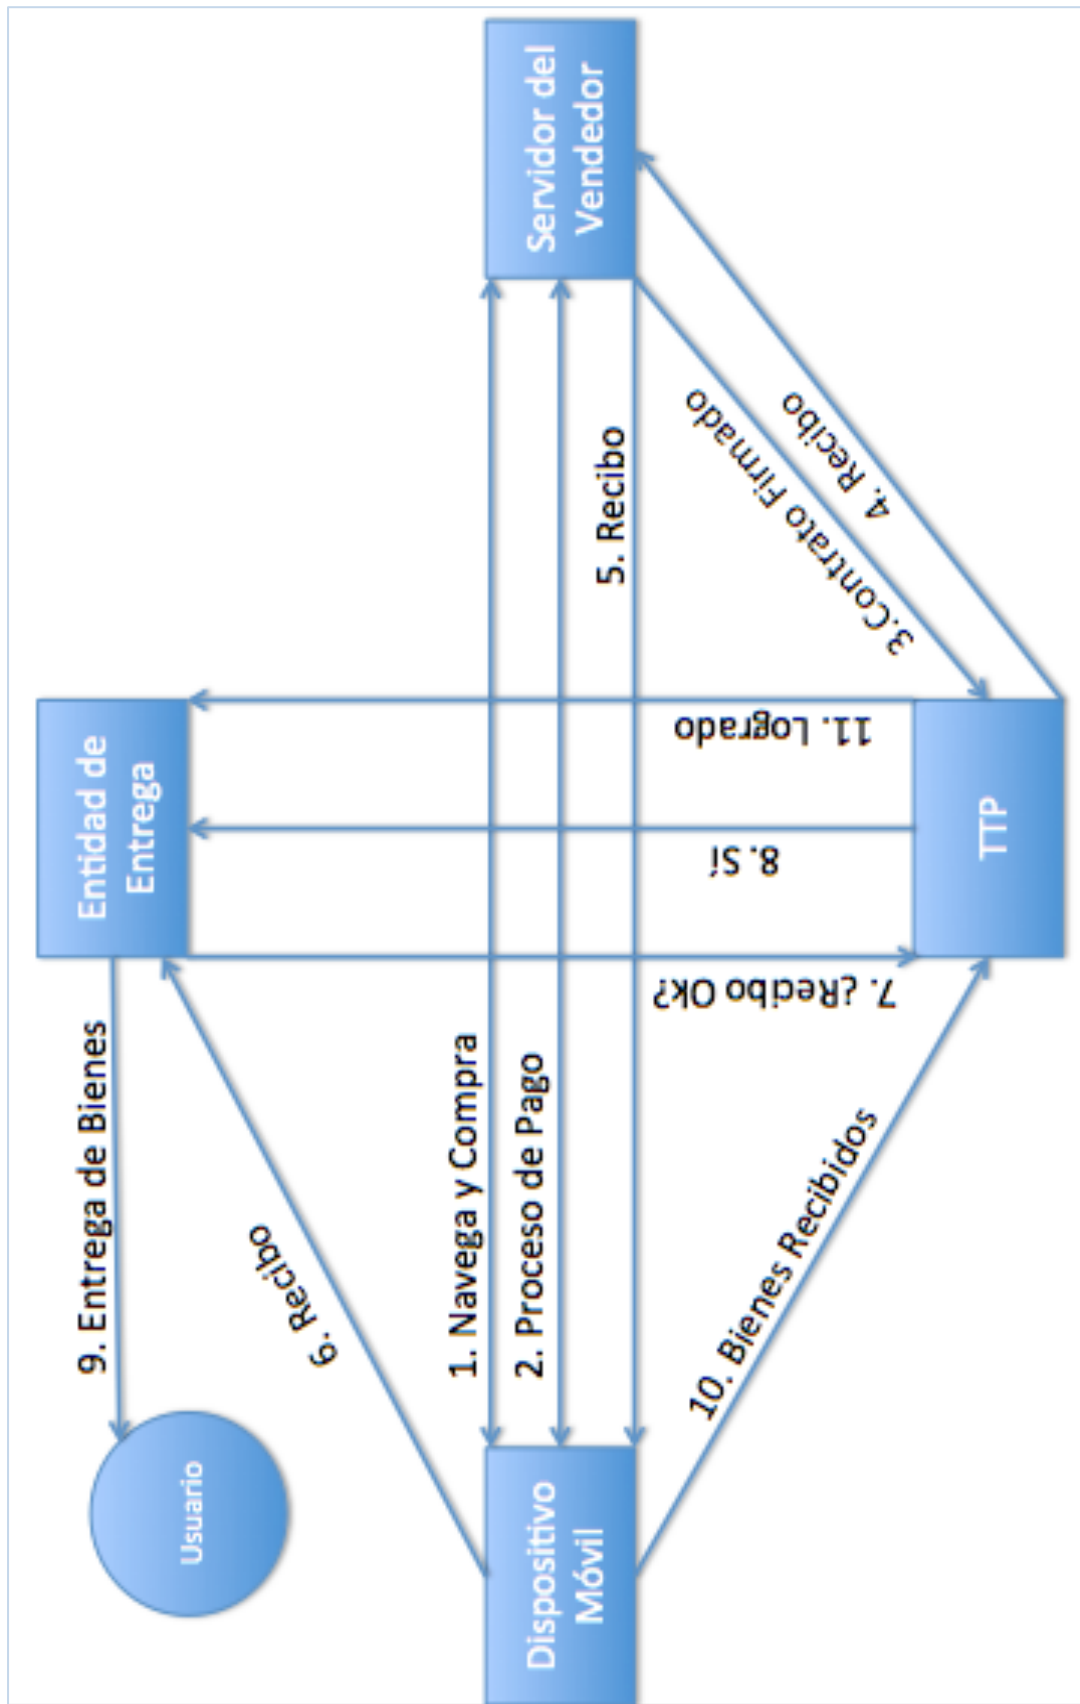 Usuario
9. Entrega de Bienes
Entidad de
Entrega
6. Recibo
1. Navega y Compra
2. Proceso de Pago
5. Recibo
Dispositivo
Móvil
Servidor del
Vendedor
7. ¿Recibo Ok?
8. Sí
11. Logrado
3.Contrato Firmado
4. Recibo
10. Bienes Recibidos
TTP